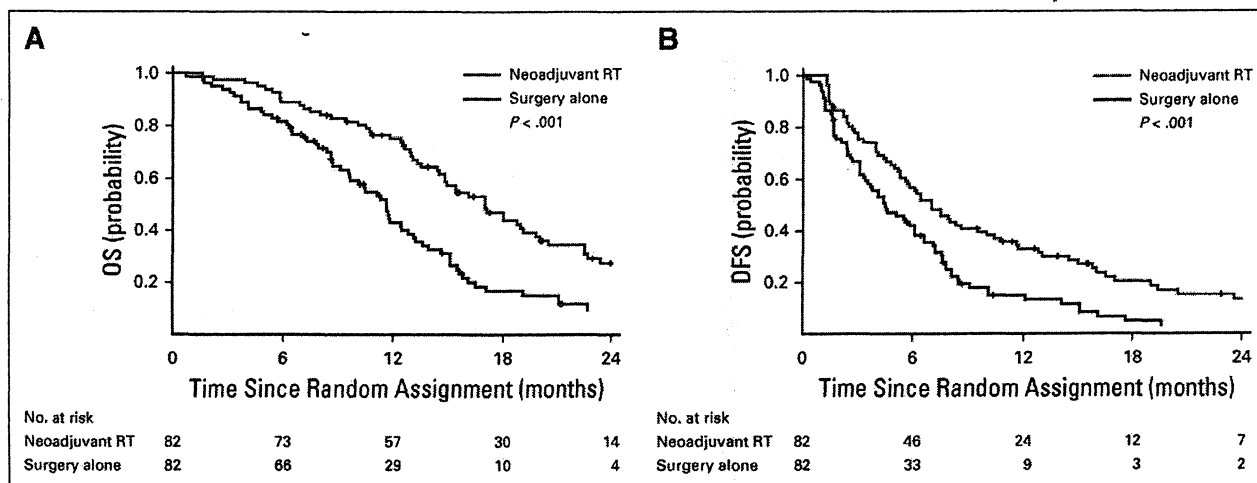 A
OS (probability)
1.0
0.8
0.6
0.4
0.2
Neoadjuvant RT
Surgery alone
P < .001
0 6 12 18 24
Time Since Random Assignment (months)
No. at risk
Neoadjuvant RT 82 73 57 30 14
Surgery alone 82 66 29 10 4
B
DFS (probability)
1.0
0.8
0.6
0.4
0.2
Neoadjuvant RT
Surgery alone
P < .001
0 6 12 18 24
Time Since Random Assignment (months)
No. at risk
Neoadjuvant RT 82 46 24 12 7
Surgery alone 82 33 9 3 2